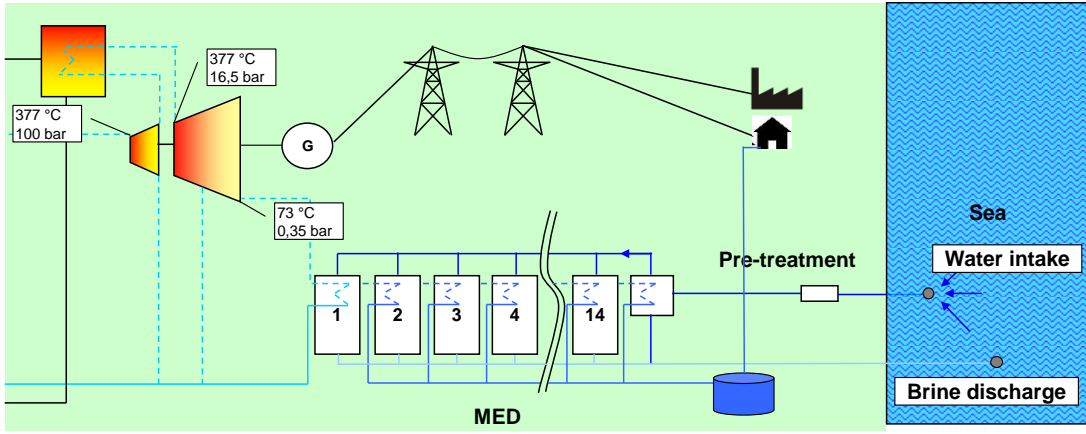 377 °C
16,5 bar
377 °C
100 bar
G
73 °C
0,35 bar
Sea
Pre-treatment
Water intake
1
2
3
4
14
Brine discharge
MED